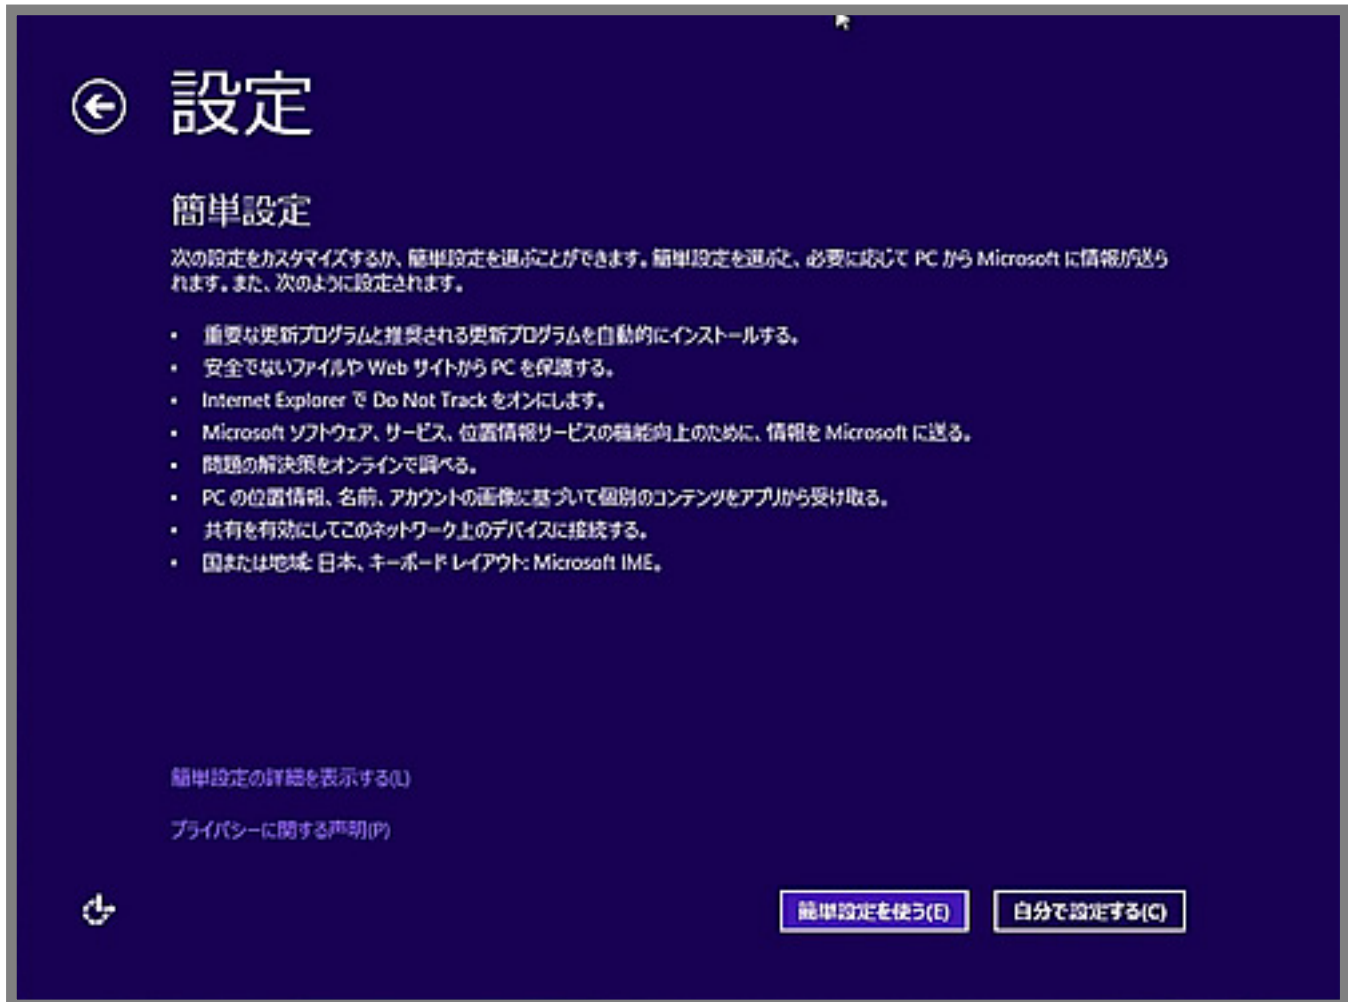 設定
簡単設定
次の設定をカスタマイズするか、簡単設定を選ぶことができます。簡単設定を選ぶと、必要に応じて PC から Microsoft に情報が送ら
れます。また、次のように設定されます。
・ 重要な更新プログラムと推奨される更新プログラムを自動的にインストールする。
・ 安全でないファイルや Web サイトから PC を保護する。
・ Internet Explorer で Do Not Track をオンにします。
・ Microsoft ソフトウェア、サービス、位置情報サービスの機能向上のために、情報を Microsoft に送る。
・ 問題の解決策をオンラインで調べる。
・ PC の位置情報、名前、アカウントの画像に基づいて個別のコンテンツをアプリから受け取る。
・ 共有を有効にしてこのネットワーク上のデバイスに接続する。
・ 国または地域: 日本、キーボード レイアウト: Microsoft IME。
簡単設定の詳細を表示する(L)
プライバシーに関する声明(P)
簡単設定を使う(E)
自分で設定する(C)